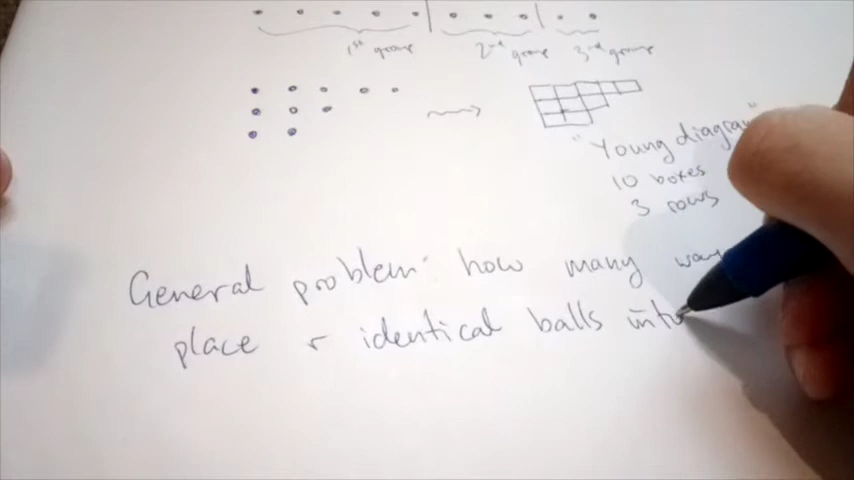 1st group 2nd group 3rd group
"Young diagram"
10 boxes
3 rows
General problem: how many ways
place r identical balls into